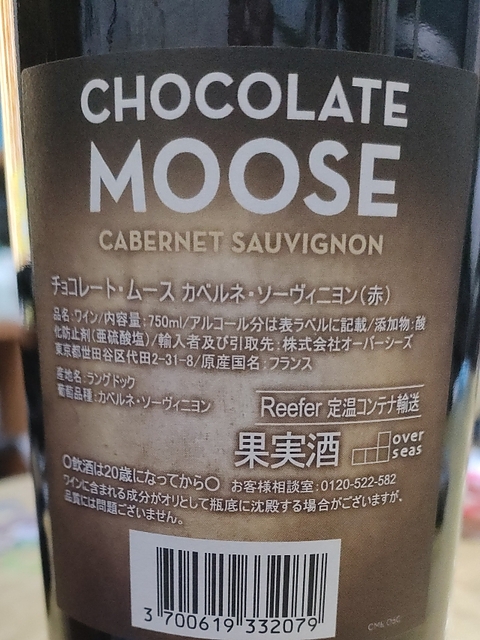 CHOCOLATE
MOOSE
CABERNET SAUVIGNON
チョコレート・ムース カベルネ・ソーヴィニヨン(赤)
品名:ワイン/内容量:750ml/アルコール分は表ラベルに記載/添加物:酸
化防止剤(亜硫酸塩)/輸入者及び引取先:株式会社オーバーシーズ
東京都世田谷区代田2-31-8/原産国名:フランス
産地名:ラングドック
葡萄品種:カベルネ・ソーヴィニヨン
Reefer 定温コンテナ輸送
果実酒
over
seas
〇飲酒は20歳になってから〇 お客様相談室:0120-522-582
ワインに含まれる成分がオリとして瓶底に沈殿する場合がございますが、
品質には問題ございません。
3 700619 332079